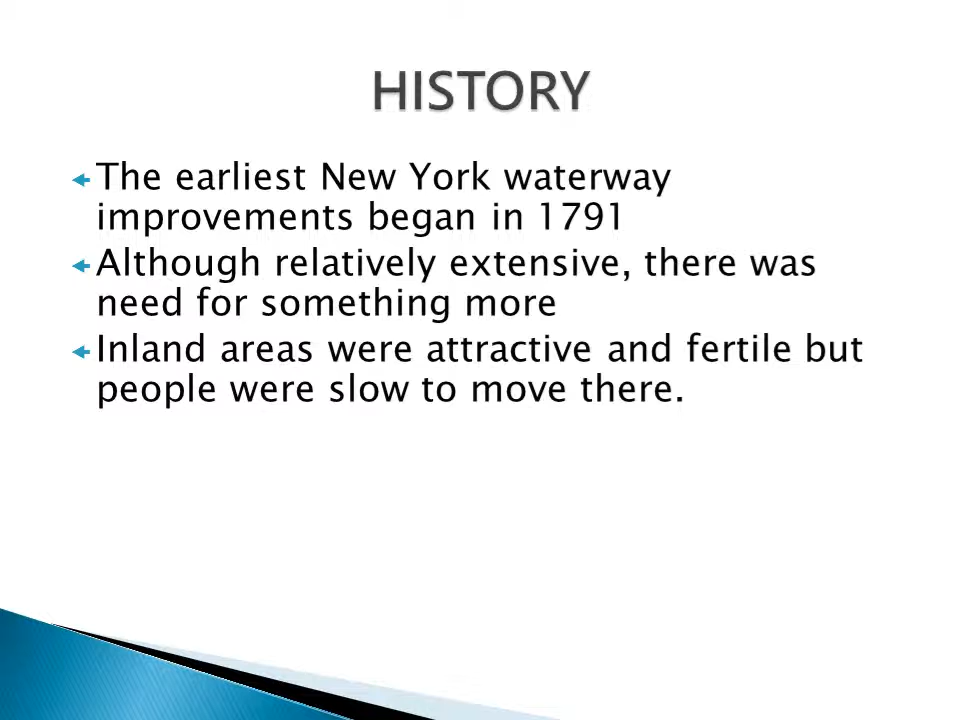 HISTORY
The earliest New York waterway
improvements began in 1791
Although relatively extensive, there was
need for something more
Inland areas were attractive and fertile but
people were slow to move there.